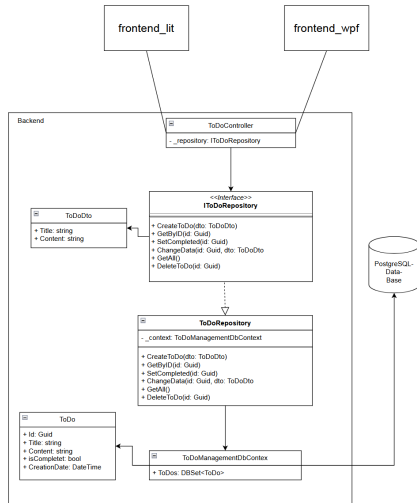 frontend_lit
frontend_wpf
Backend
ToDoController
- _repository: IToDoRepository
<<Interface>>
IToDoRepository
+ CreateToDo(dto: ToDoDto)
+ GetByID(id: Guid)
+ SetCompleted(id: Guid)
+ ChangeData(id: Guid, dto: ToDoDto
+ GetAll()
+ DeleteToDo(id: Guid)
ToDoDto
+ Title: string
+ Content: string
PostgreSQL-
Data-
Base
ToDoRepository
- _context: ToDoManagementDbContext
+ CreateToDo(dto: ToDoDto)
+ GetByID(id: Guid)
+ SetCompleted(id: Guid)
+ ChangeData(id: Guid, dto: ToDoDto
+ GetAll()
+ DeleteToDo(id: Guid)
ToDo
+ Id: Guid
+ Title: string
+ Content: string
+ isCompletet: bool
+ CreationDate: DateTime
ToDoManagementDbContex
+ ToDos: DBSet<ToDo>